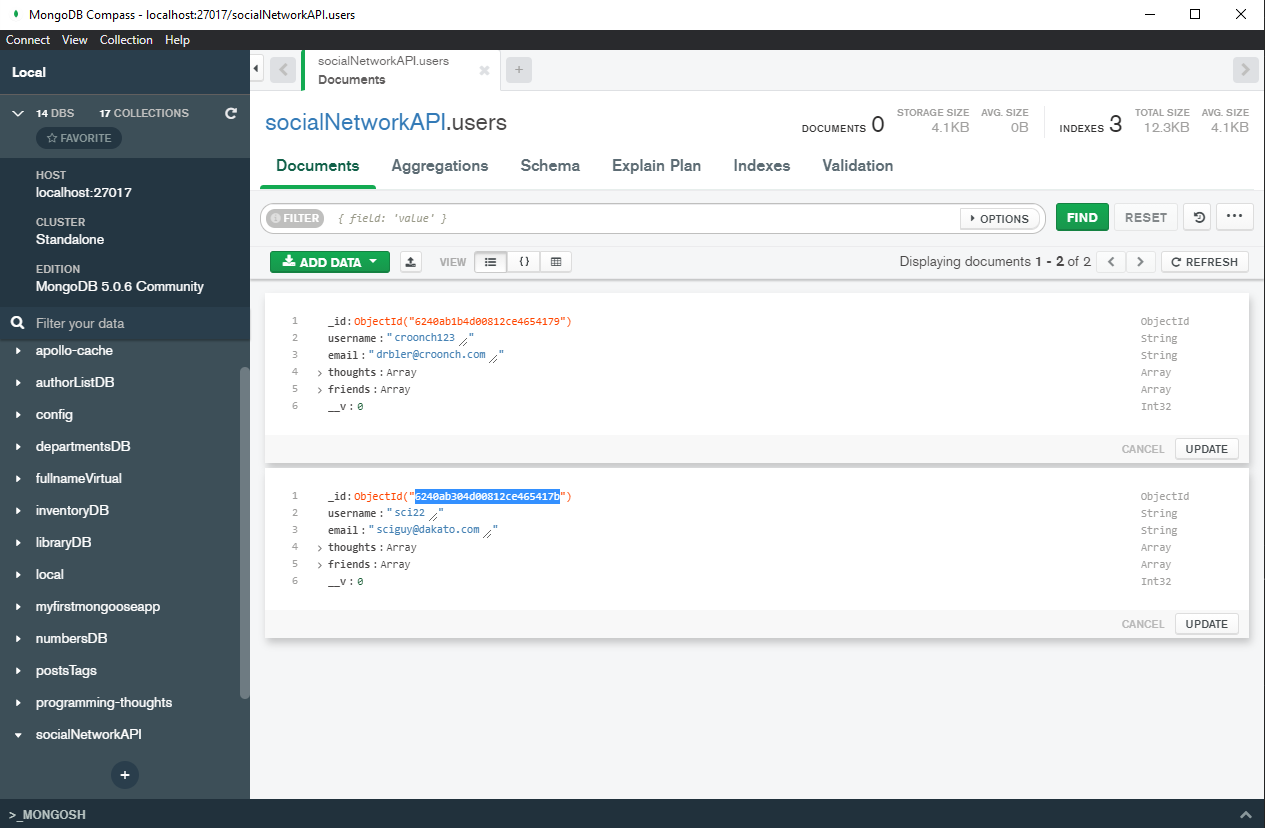 MongoDB Compass - localhost:27017/socialNetworkAPI.users
Connect View Collection Help
Local
14 DBS 17 COLLECTIONS
FAVORITE
HOST
localhost:27017
CLUSTER
Standalone
EDITION
MongoDB 5.0.6 Community
Filter your data
apollo-cache
authorListDB
config
departmentsDB
fullnameVirtual
inventoryDB
libraryDB
local
myfirstmongooseapp
numbersDB
postsTags
programming-thoughts
socialNetworkAPI
+
>_MONGOSH
socialNetworkAPI.users
Documents
+
socialNetworkAPI.users
DOCUMENTS 0 STORAGE SIZE 4.1KB AVG. SIZE 0B INDEXES 3 TOTAL SIZE 12.3KB AVG. SIZE 4.1KB
Documents Aggregations Schema Explain Plan Indexes Validation
FILTER { field: 'value' } OPTIONS FIND RESET ...
ADD DATA VIEW {} Displaying documents 1 - 2 of 2 < > REFRESH
1 _id: ObjectId("6240ab1b4d00812ce4654179") ObjectId
2 username : "croonch123" String
3 email : "drbler@croonch.com" String
4 > thoughts : Array Array
5 > friends : Array Array
6 __v : 0 Int32
CANCEL UPDATE
1 _id: ObjectId("6240ab304d00812ce465417b") ObjectId
2 username : "sci22" String
3 email : "sciguy@dakato.com" String
4 > thoughts : Array Array
5 > friends : Array Array
6 __v : 0 Int32
CANCEL UPDATE